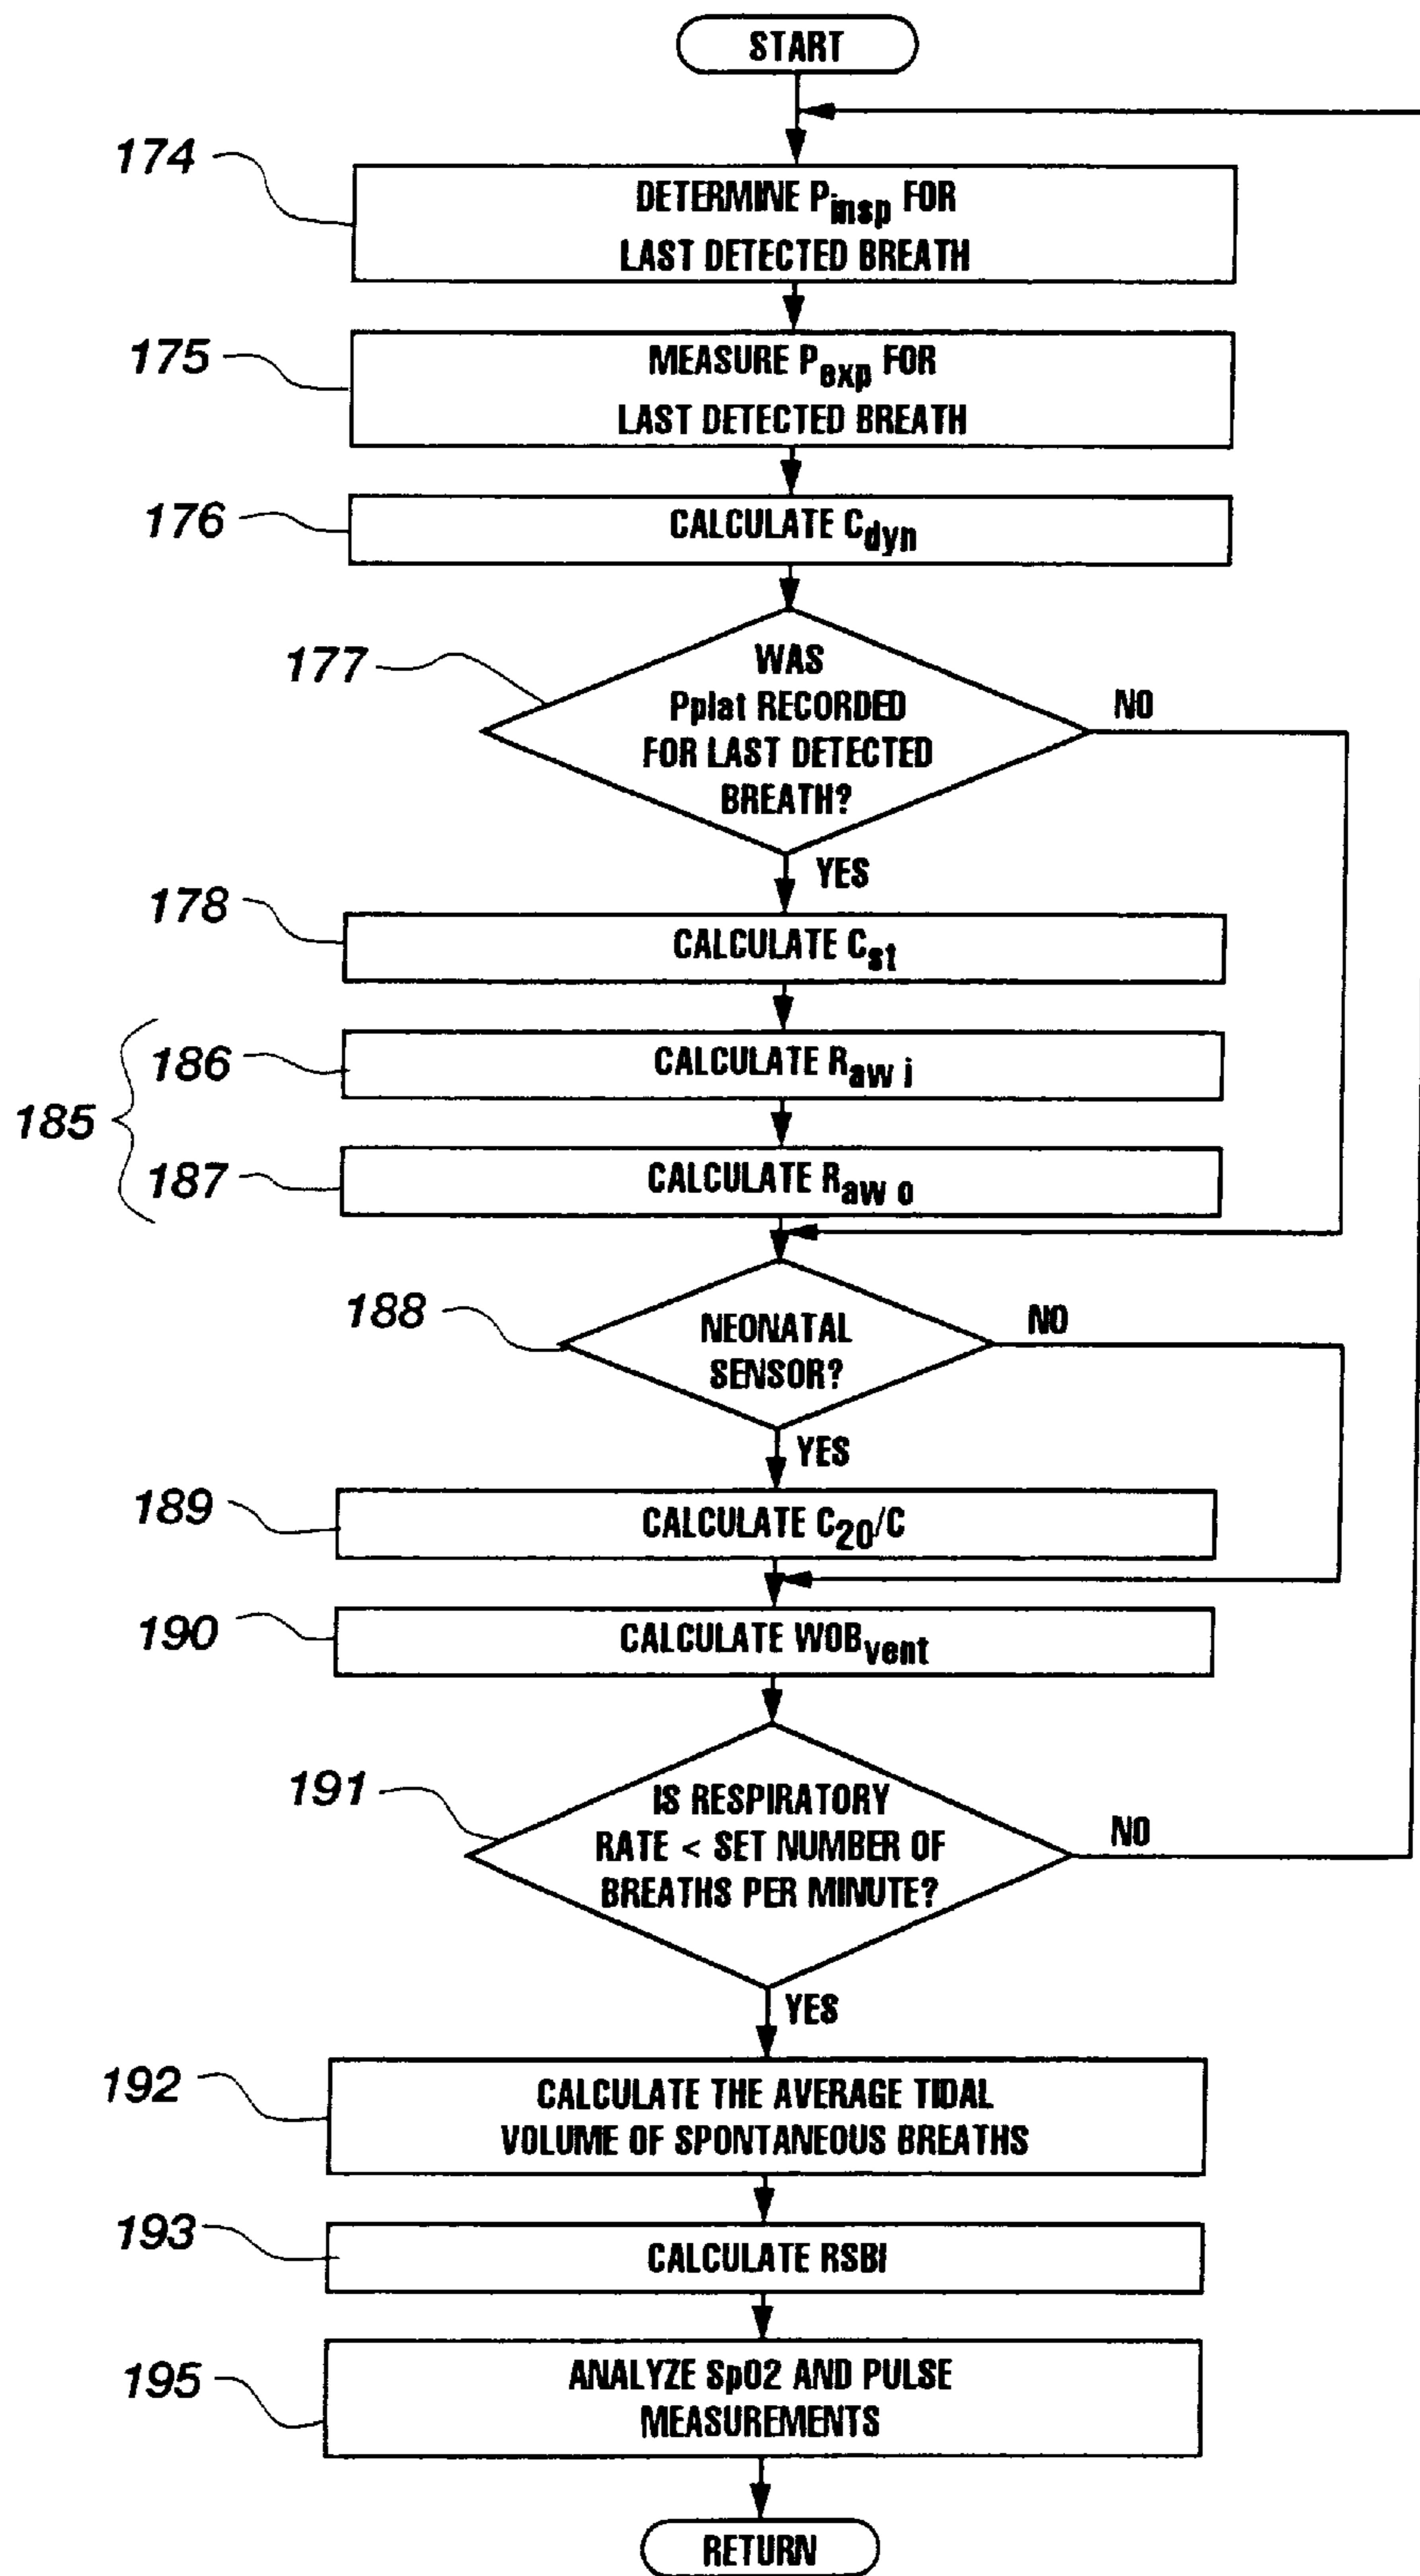 START
174
DETERMINE Pinsp FOR
LAST DETECTED BREATH
175
MEASURE Pexp FOR
LAST DETECTED BREATH
176
CALCULATE Cdyn
177
WAS
Pplat RECORDED
FOR LAST DETECTED
BREATH?
NO
YES
178
CALCULATE Cst
185
186
CALCULATE Raw i
187
CALCULATE Raw o
188
NEONATAL
SENSOR?
NO
YES
189
CALCULATE C20/C
190
CALCULATE WOBvent
191
IS RESPIRATORY
RATE < SET NUMBER OF
BREATHS PER MINUTE?
NO
YES
192
CALCULATE THE AVERAGE TIDAL
VOLUME OF SPONTANEOUS BREATHS
193
CALCULATE RSBI
195
ANALYZE SpO2 AND PULSE
MEASUREMENTS
RETURN